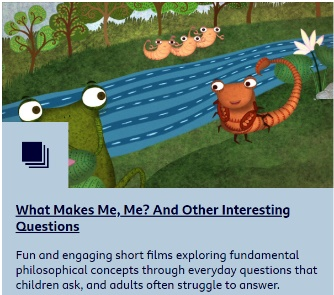 What Makes Me, Me? And Other Interesting
Questions
Fun and engaging short films exploring fundamental
philosophical concepts through everyday questions that
children ask, and adults often struggle to answer.